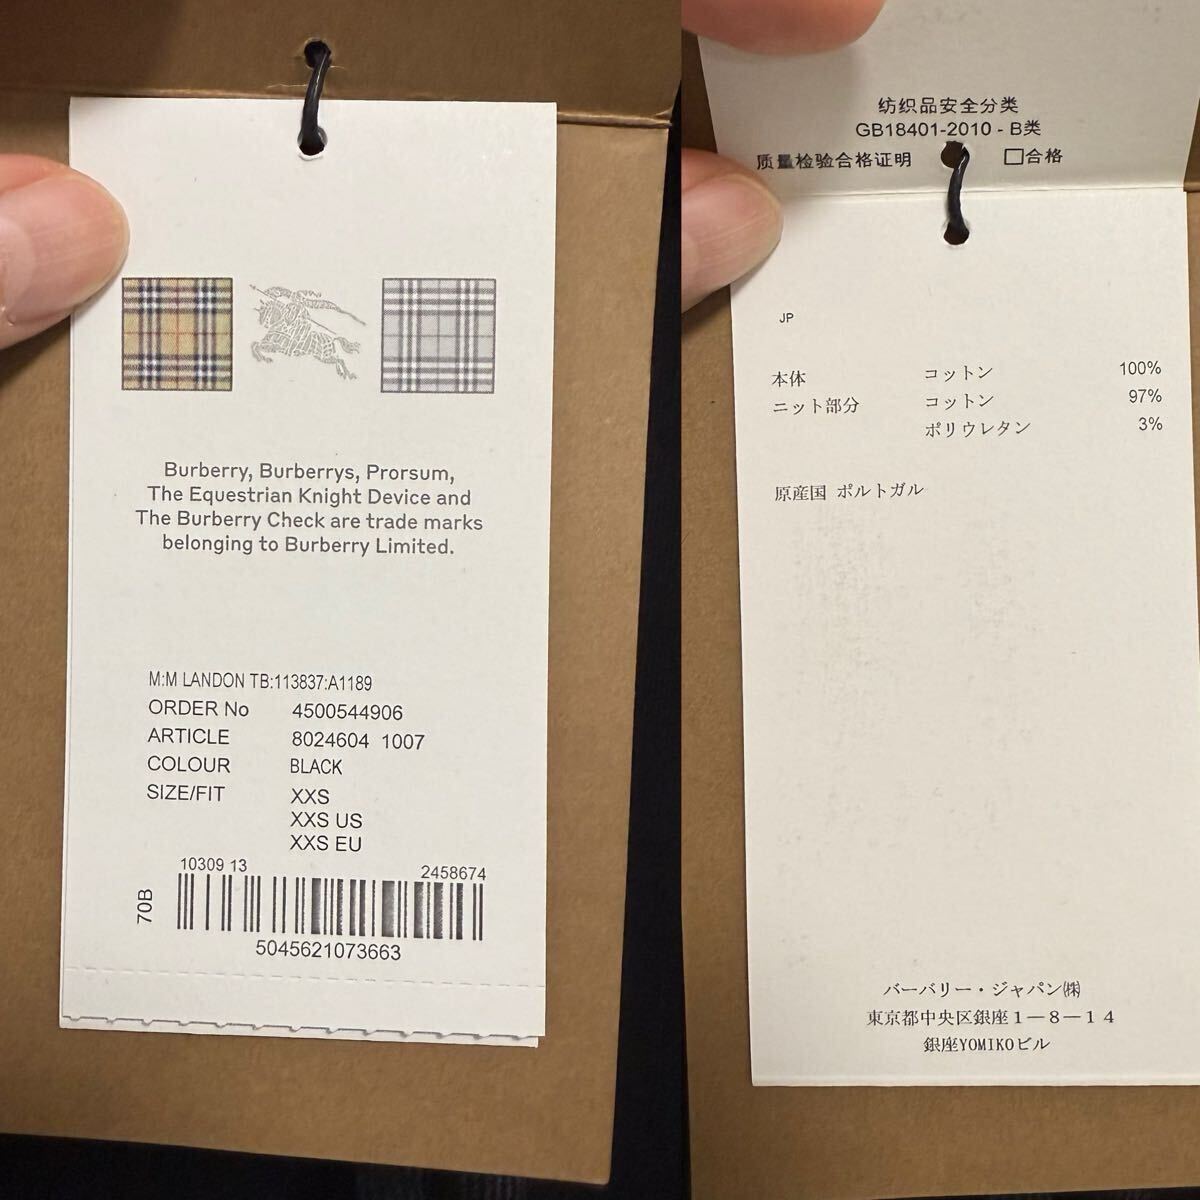 Burberry, Burberrys, Prorsum,
The Equestrian Knight Device and
The Burberry Check are trade marks
belonging to Burberry Limited.
M:M LANDON TB:113837:A1189
ORDER No 4500544906
ARTICLE 8024604 1007
COLOUR BLACK
SIZE/FIT XXS
XXS US
XXS EU
10309 13 2458674
70B
5045621073663
纺织品安全分类
GB18401-2010 - B类
质量检验合格证明 □合格
JP
本体 コットン 100%
ニット部分 コットン 97%
ポリウレタン 3%
原産国 ポルトガル
バーバリー・ジャパン㈱
東京都中央区銀座1－8－14
銀座YOMIKOビル